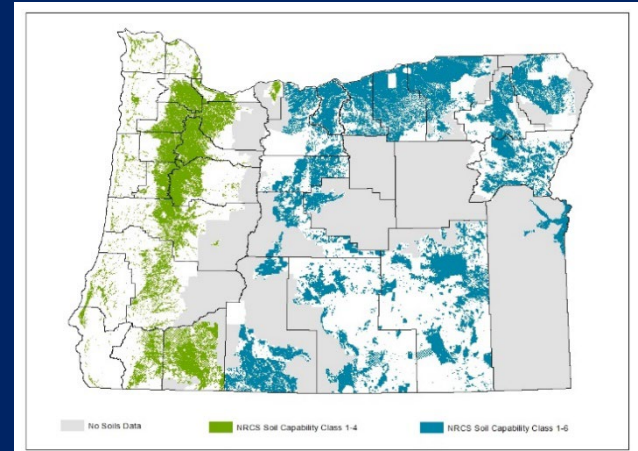 No Soils Data
NRCS Soil Capability Class 1-4
NRCS Soil Capability Class 1-6